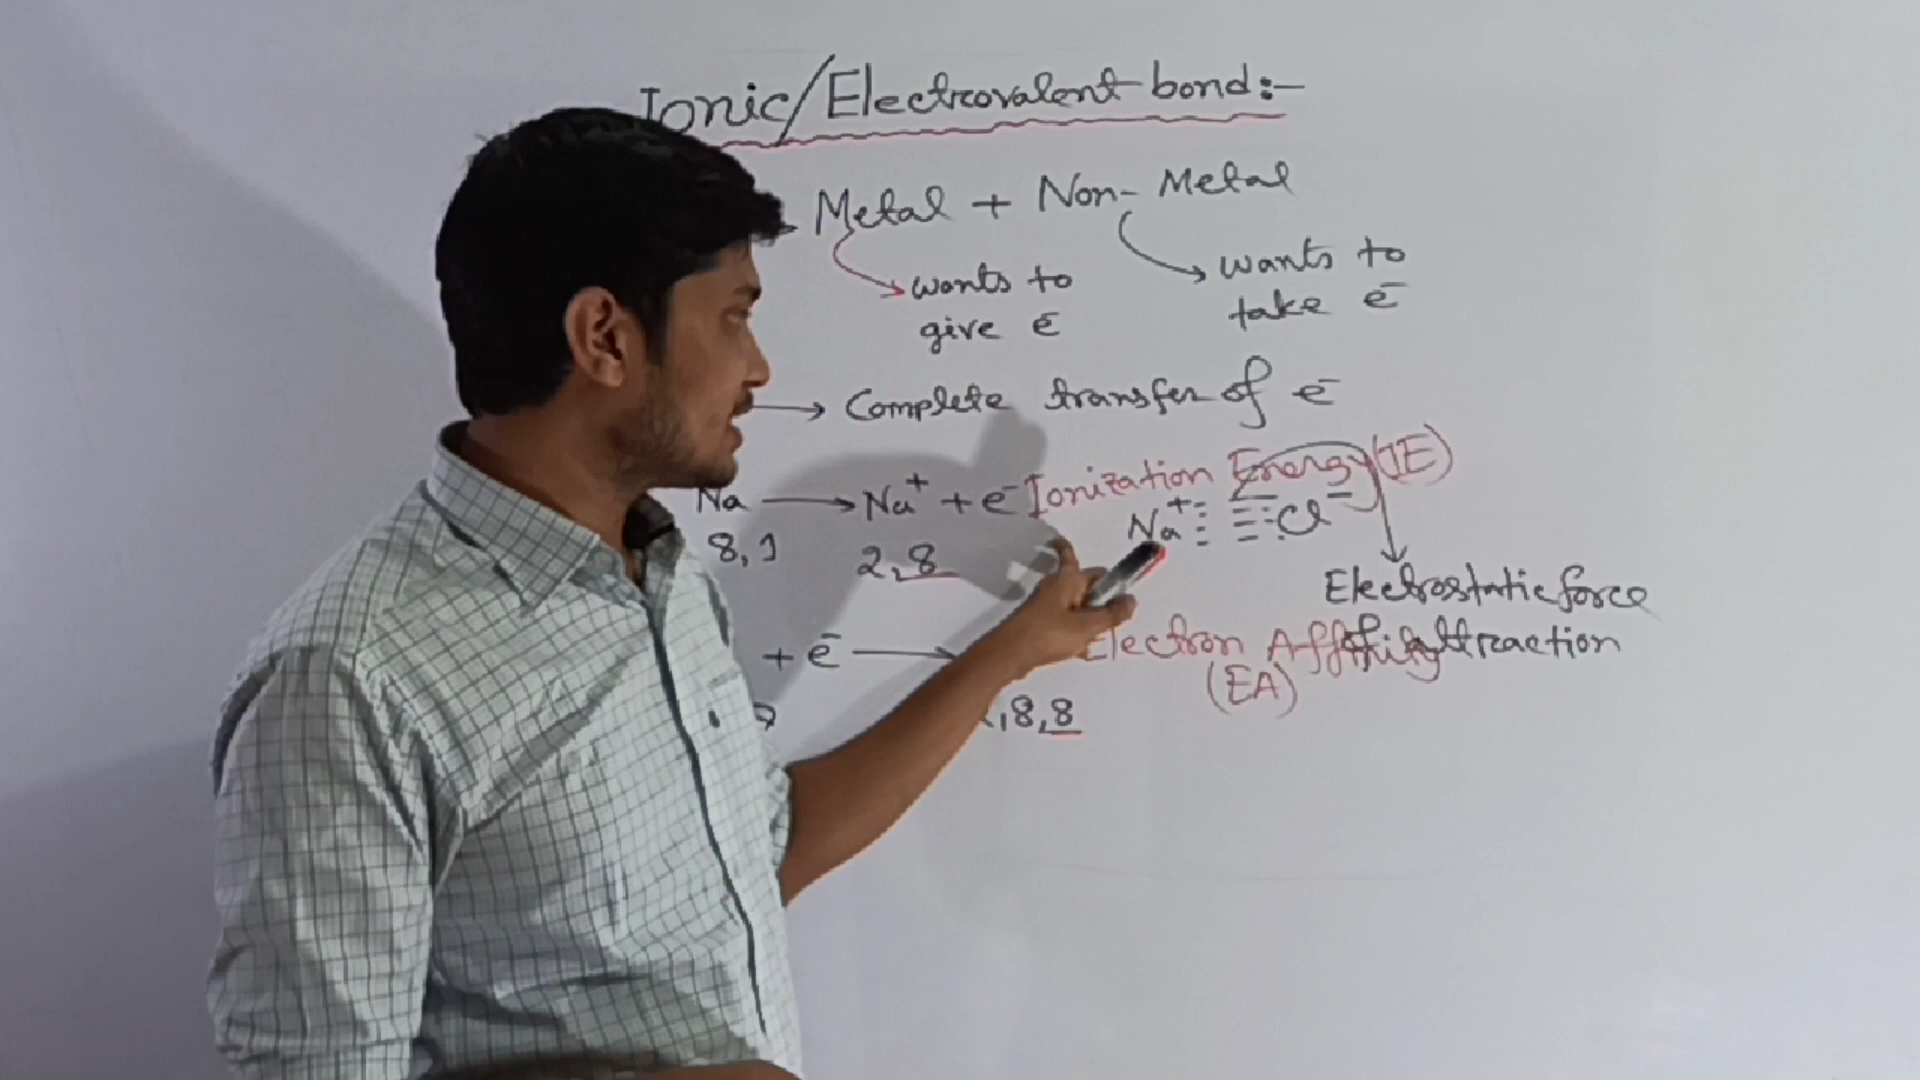 Ionic/Electrovalent bond:-
Metal + Non-Metal
wants to give e⁻
wants to take e⁻
→ Complete transfer of e⁻
Na → Na⁺ + e⁻ Ionization Energy (IE)
Na⁺ Cl⁻
8,1 2,8
Electrostatic force
of attraction
+ e⁻ → Electron Affinity
(EA)
,8,8